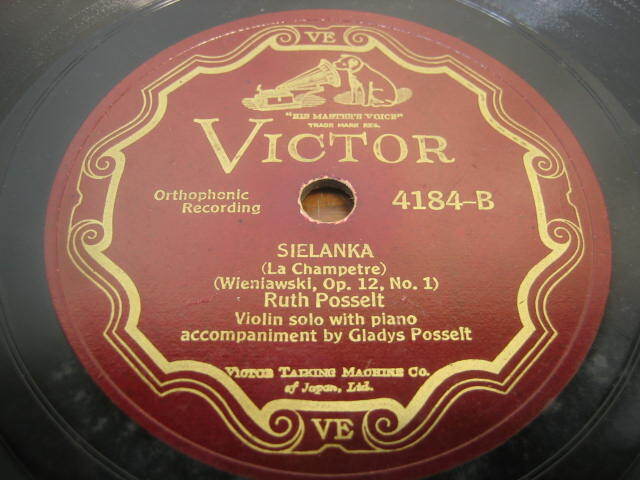 VE
"HIS MASTER'S VOICE"
TRADE MARK REG.
VICTOR
Orthophonic
Recording
4184-B
SIELANKA
(La Champetre)
(Wieniawski, Op. 12, No. 1)
Ruth Posselt
Violin solo with piano
accompaniment by Gladys Posselt
VICTOR TALKING MACHINE CO.
of Japan, Ltd.
VE